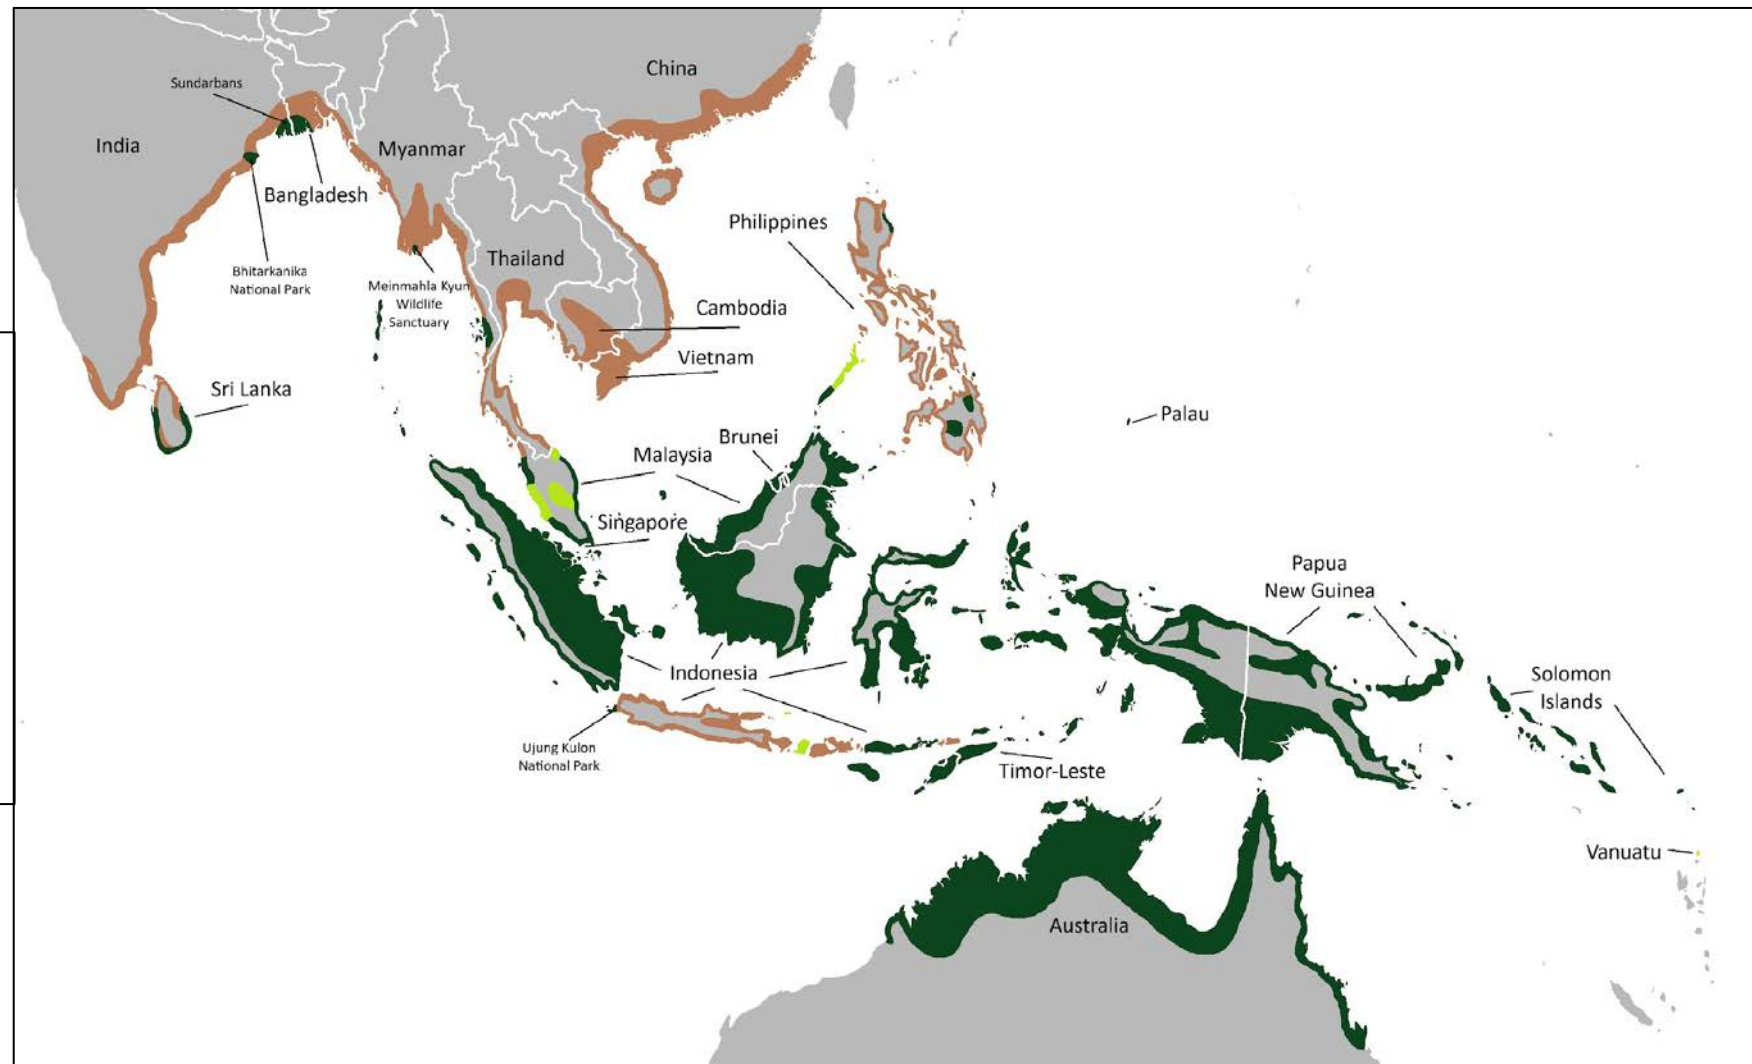 China
Sundarbans
India
Myanmar
Bangladesh
Philippines
Thailand
Bhitarkanika
National Park
Meinmahla Kyun
Wildlife
Sanctuary
Cambodia
Vietnam
Sri Lanka
Palau
Brunei
Malaysia
Singapore
Papua
New Guinea
Indonesia
Solomon
Islands
Ujung Kulon
National Park
Timor-Leste
Vanuatu
Australia